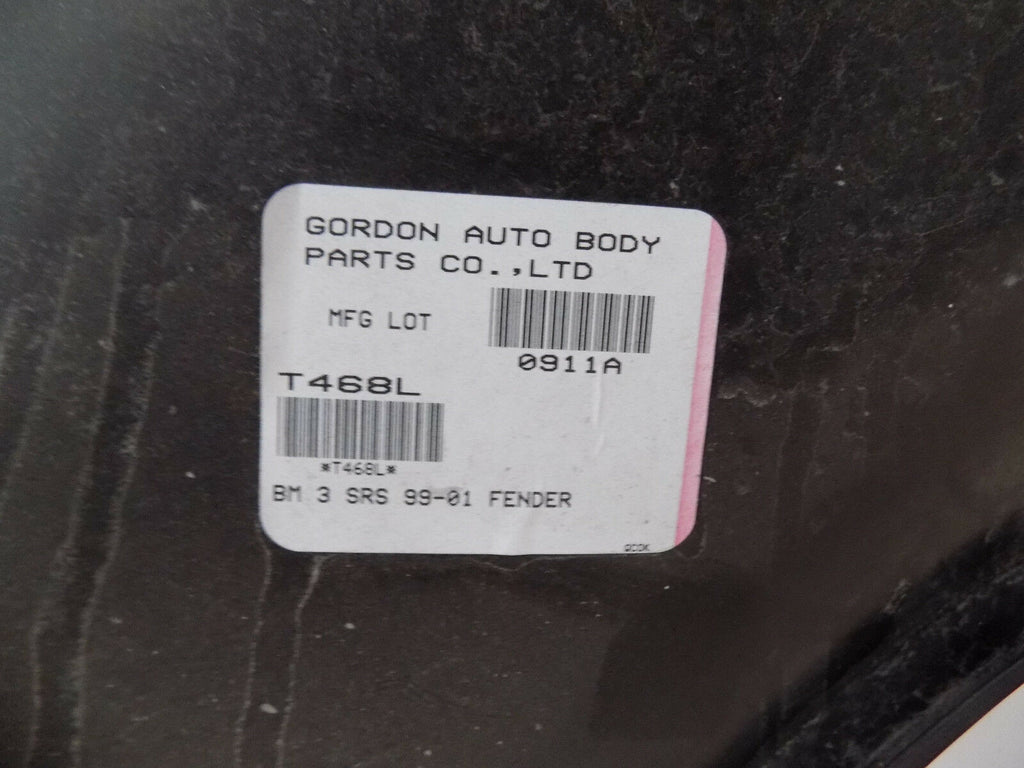 GORDON AUTO BODY
PARTS CO.,LTD
MFG LOT
0911A
T468L
*T468L*
BM 3 SRS 99-01 FENDER